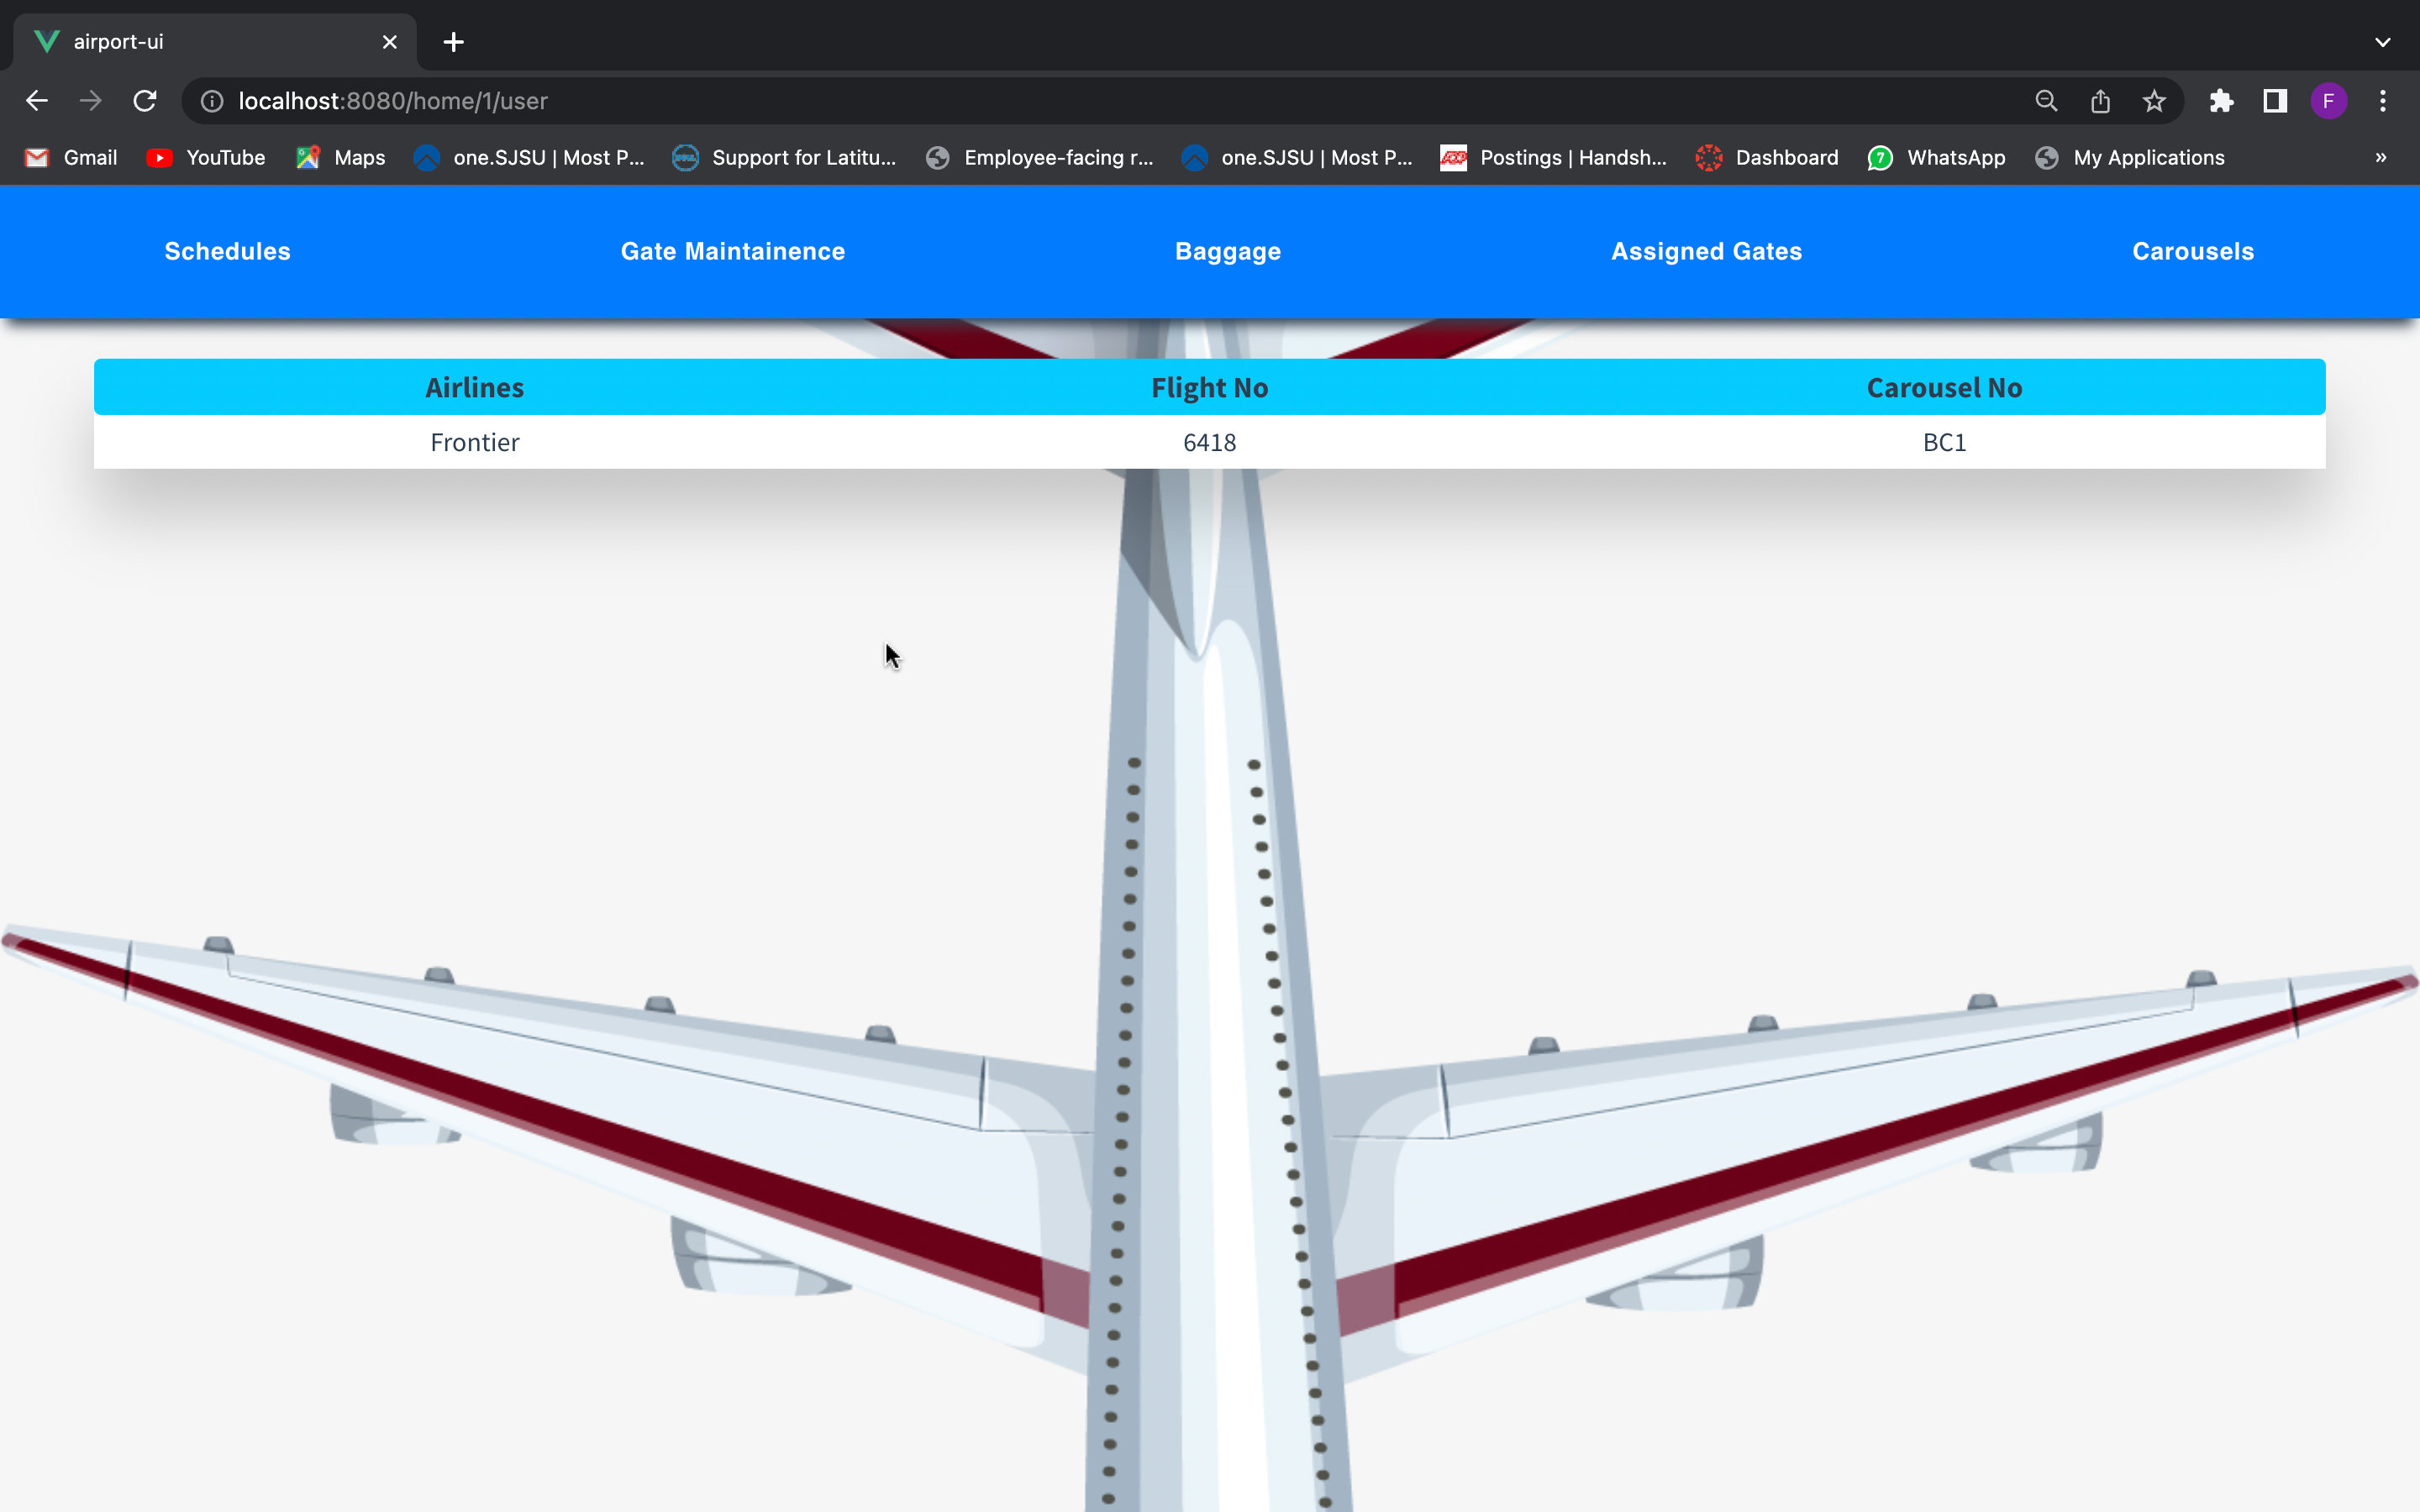 airport-ui
localhost:8080/home/1/user
F
Gmail YouTube Maps one.SJSU | Most P... Support for Latitu... Employee-facing r... one.SJSU | Most P... ADP Postings | Handsh... Dashboard 7 WhatsApp My Applications »
Schedules Gate Maintainence Baggage Assigned Gates Carousels
Airlines Flight No Carousel No
Frontier 6418 BC1